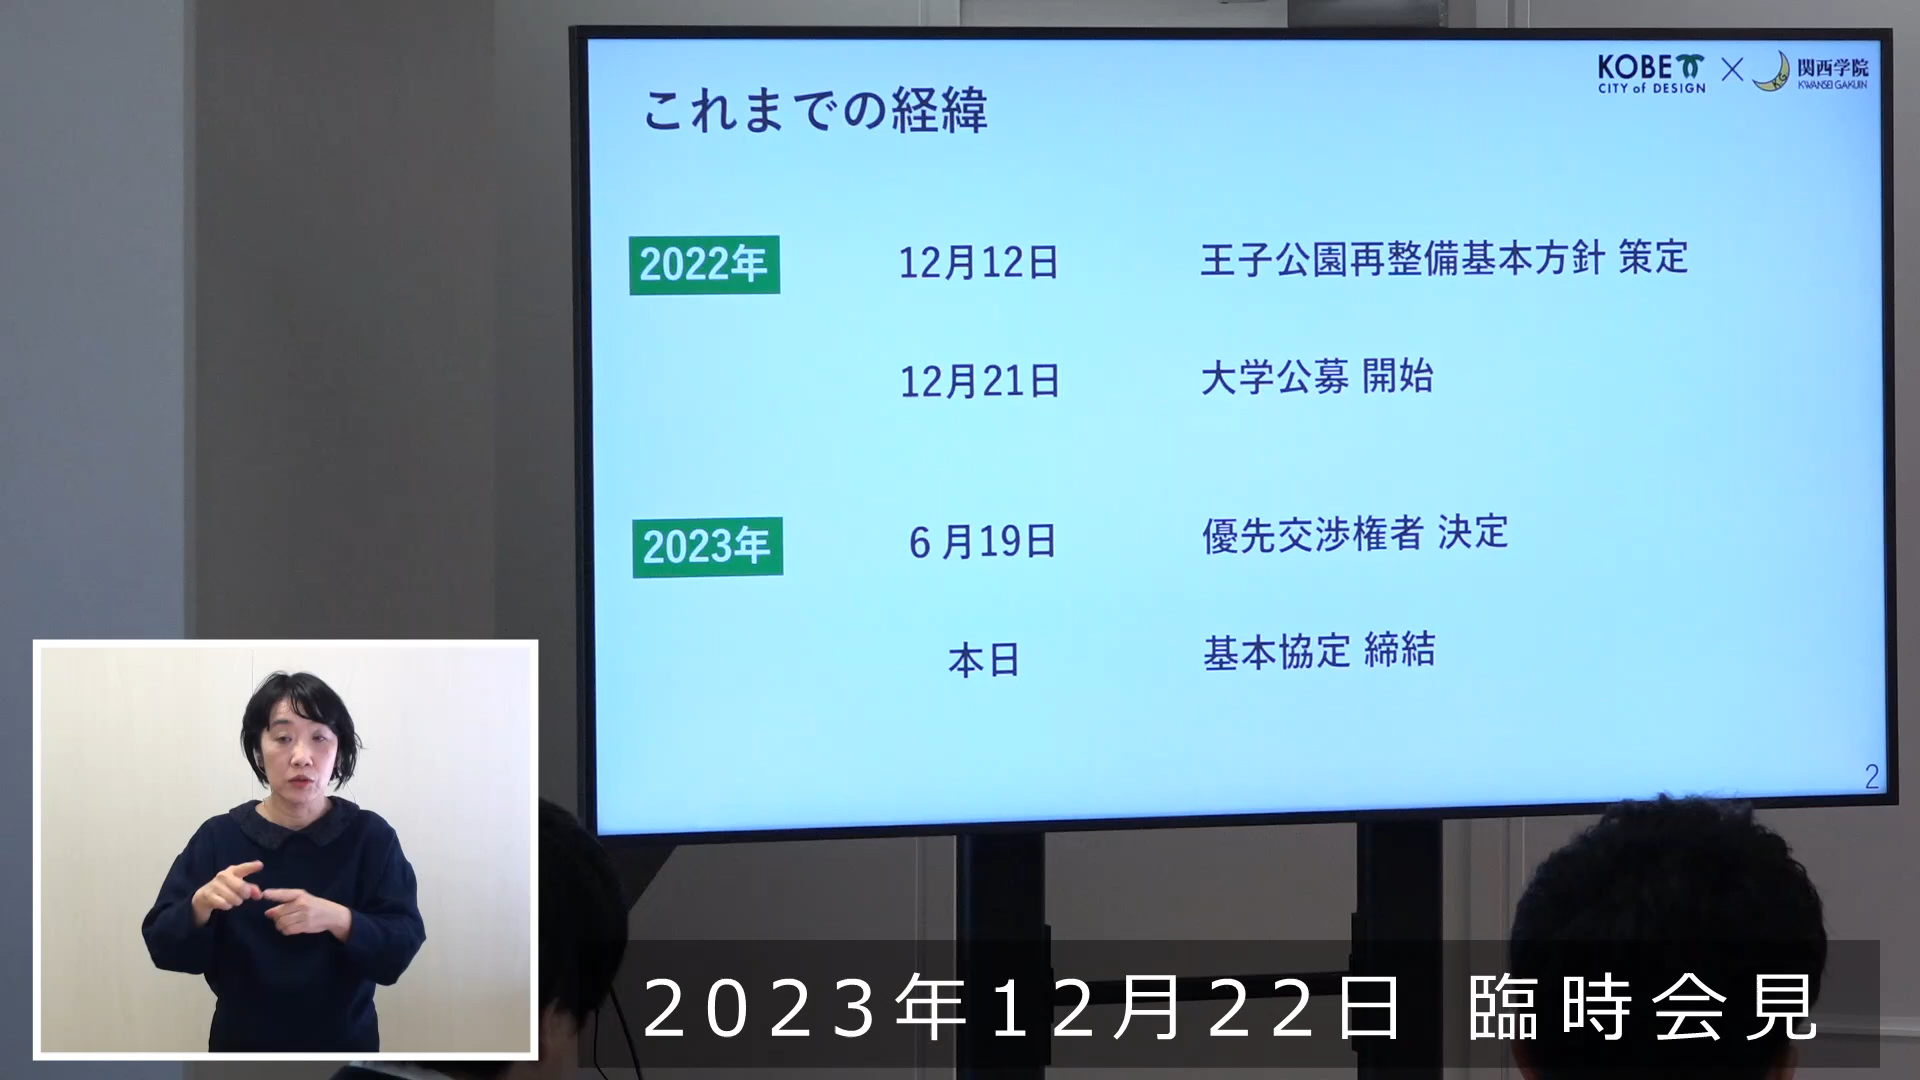 KOBE
CITY of DESIGN
×
KG
関西学院
KWANSEI GAKUIN
これまでの経緯
2022年 12月12日 王子公園再整備基本方針 策定
12月21日 大学公募 開始
2023年 6月19日 優先交渉権者 決定
本日 基本協定 締結
2
2023年12月22日 臨時会見